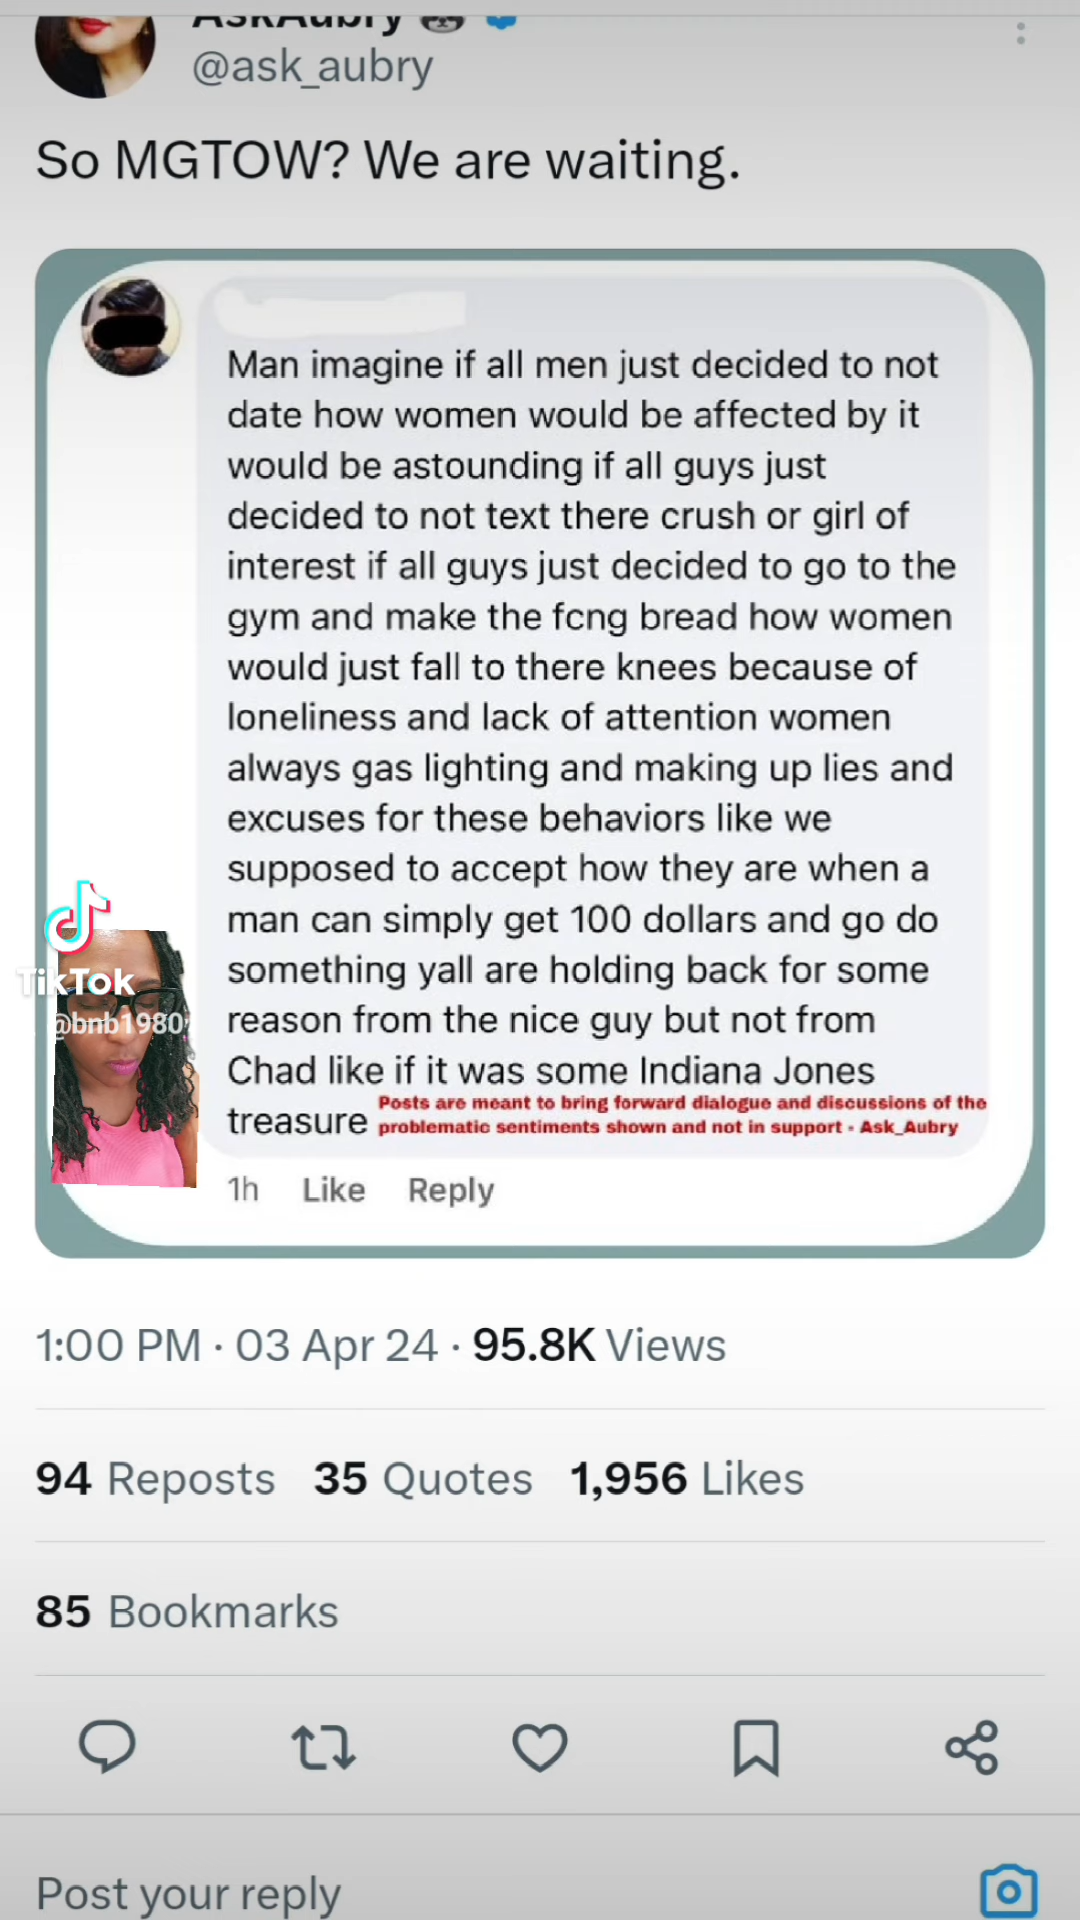 AskAubry
@ask_aubry
So MGTOW? We are waiting.
Man imagine if all men just decided to not
date how women would be affected by it
would be astounding if all guys just
decided to not text there crush or girl of
interest if all guys just decided to go to the
gym and make the fcng bread how women
would just fall to there knees because of
loneliness and lack of attention women
always gas lighting and making up lies and
excuses for these behaviors like we
supposed to accept how they are when a
man can simply get 100 dollars and go do
something yall are holding back for some
reason from the nice guy but not from
Chad like if it was some Indiana Jones
treasure
Posts are meant to bring forward dialogue and discussions of the
problematic sentiments shown and not in support - Ask_Aubry
1h Like Reply
TikTok
@bnb1980
1:00 PM · 03 Apr 24 · 95.8K Views
94 Reposts 35 Quotes 1,956 Likes
85 Bookmarks
Post your reply